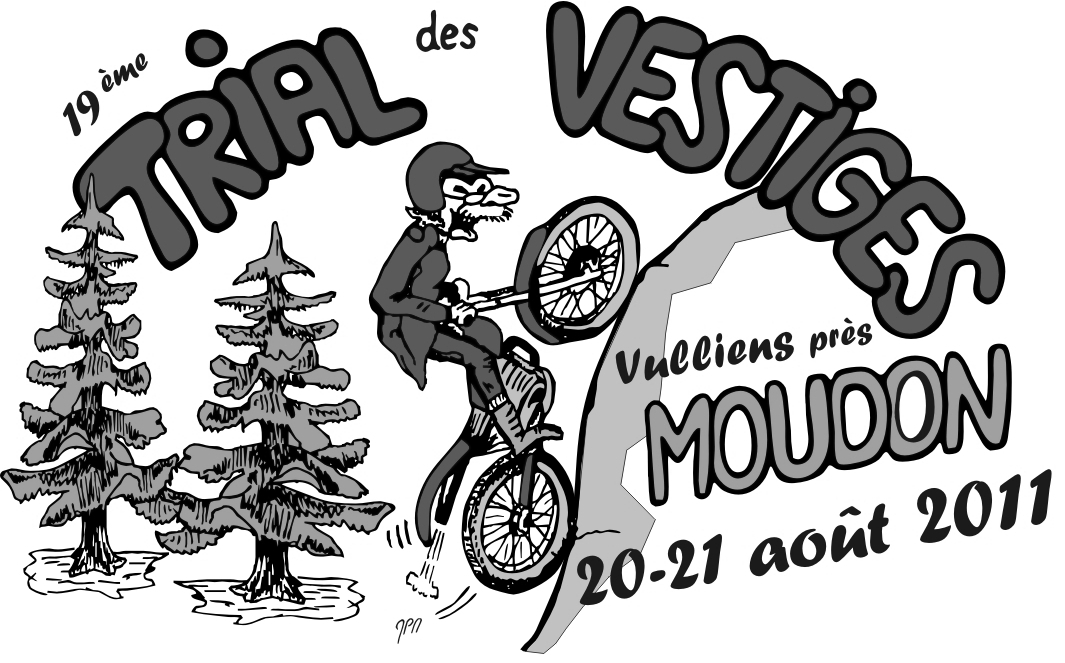 19ème
TRiAL des VESTiGES
Vulliens près
MOUDON
20-21 août 2011